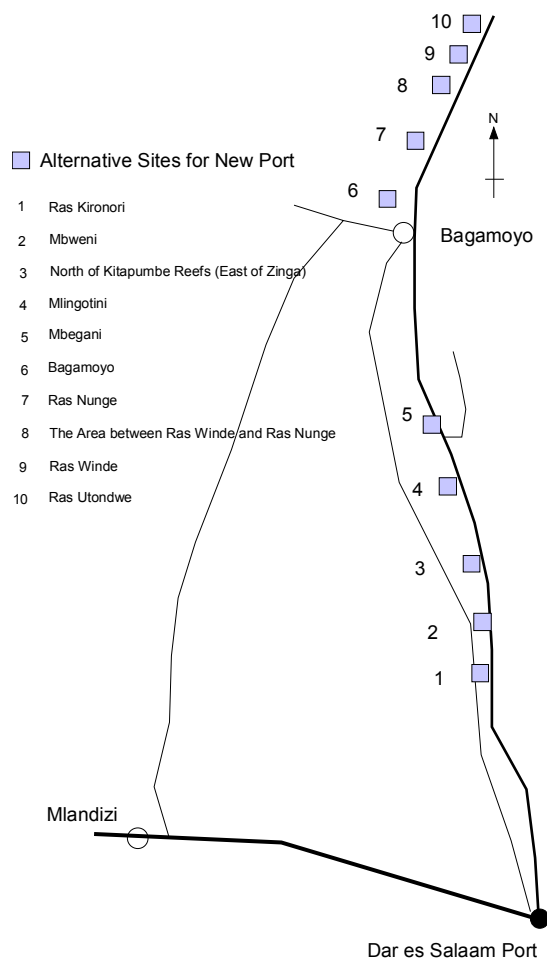 10
9
8
N
7
Alternative Sites for New Port
6
1 Ras Kironori
Bagamoyo
2 Mbweni
3 North of Kitapumbe Reefs (East of Zinga)
4 Mlingotini
5 Mbegani
6 Bagamoyo
7 Ras Nunge
5
8 The Area between Ras Winde and Ras Nunge
9 Ras Winde
4
10 Ras Utondwe
3
2
1
Mlandizi
Dar es Salaam Port